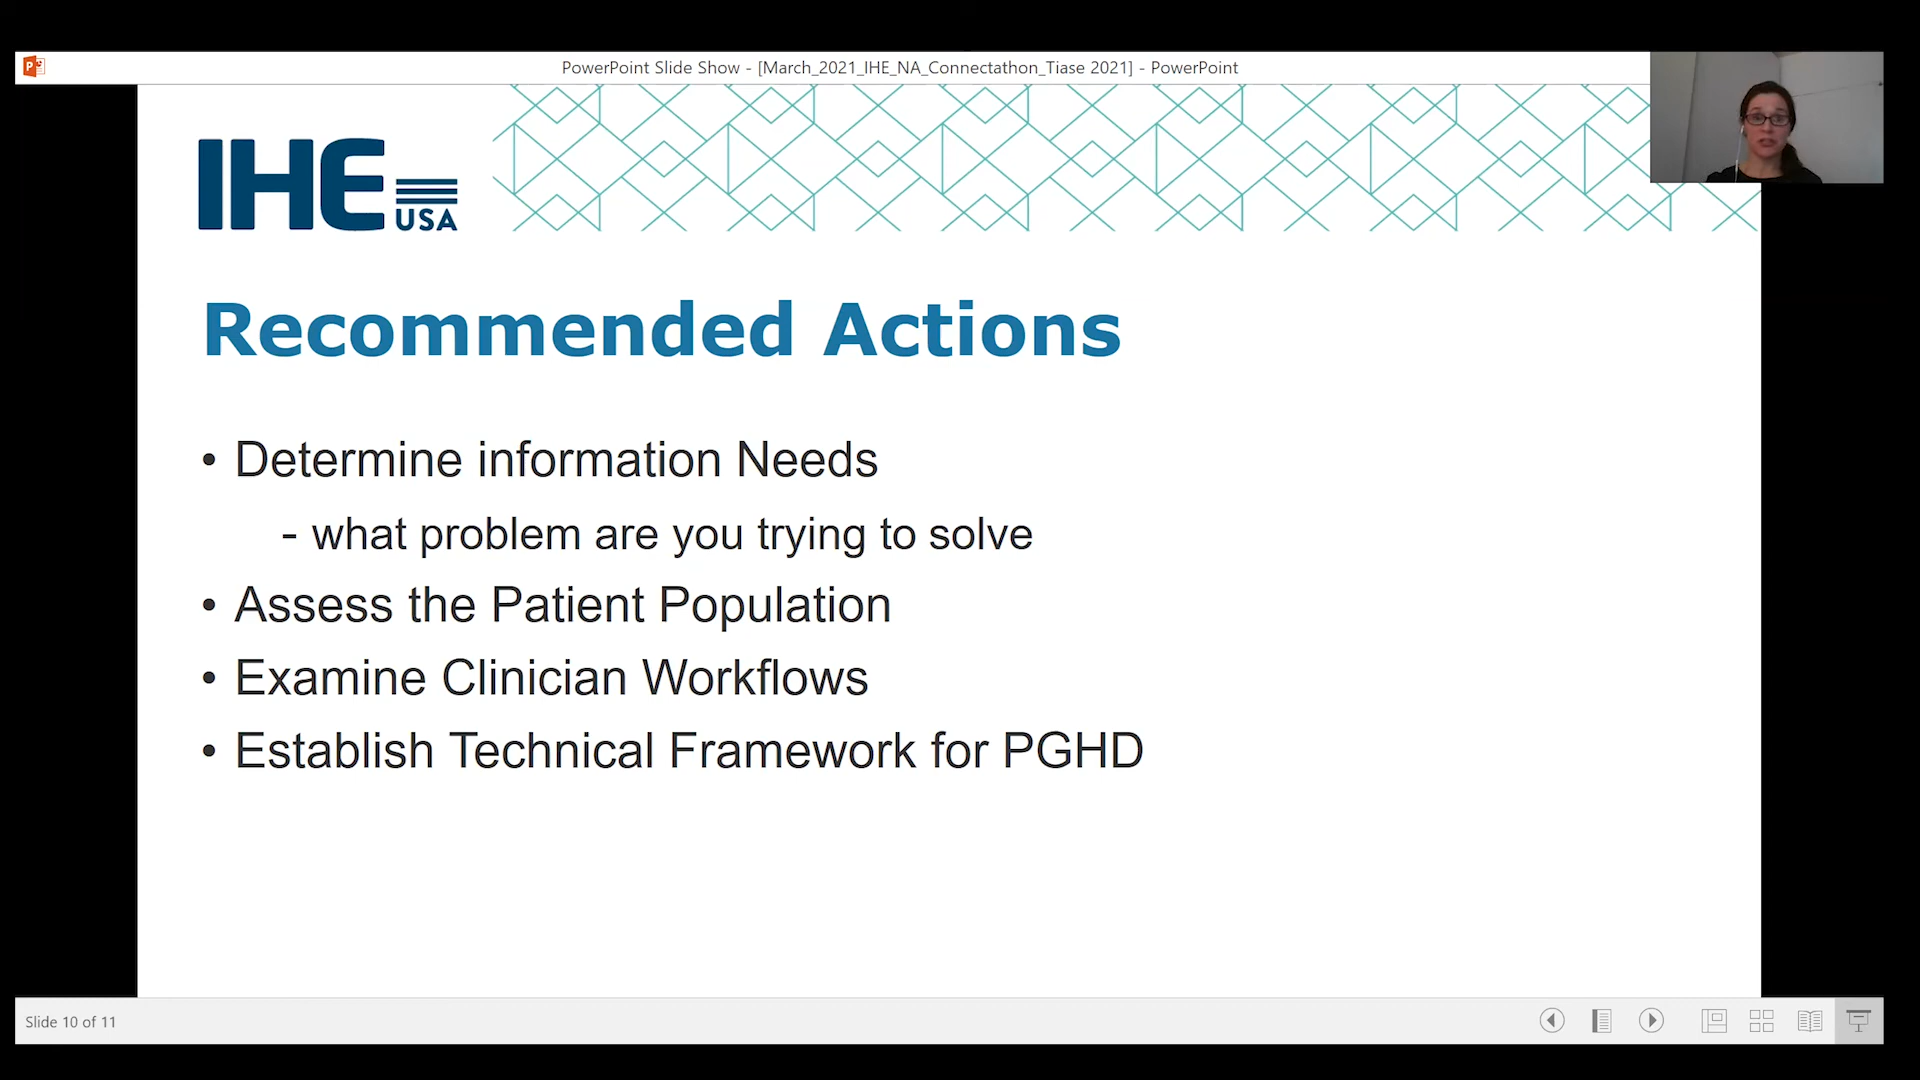 PowerPoint Slide Show - [March_2021_IHE_NA_Connectathon_Tiase 2021] - PowerPoint
IHE USA
Recommended Actions
• Determine information Needs
- what problem are you trying to solve
• Assess the Patient Population
• Examine Clinician Workflows
• Establish Technical Framework for PGHD
Slide 10 of 11